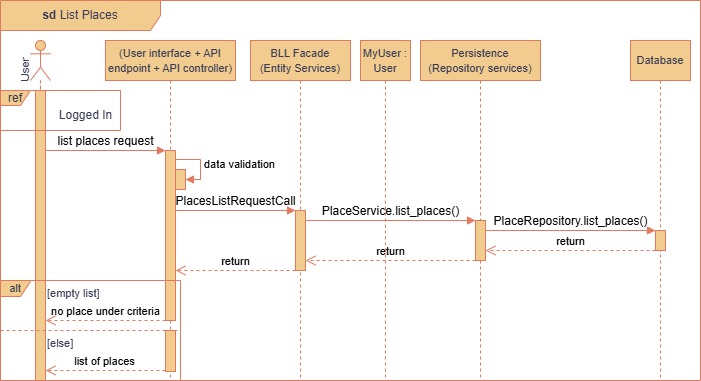 sd List Places
(User interface + API
endpoint + API controller)
BLL Facade
(Entity Services)
MyUser :
User
Persistence
(Repository services)
Database
User
ref
Logged In
list places request
data validation
PlacesListRequestCall
PlaceService.list_places()
PlaceRepository.list_places()
return
return
return
alt
[empty list]
no place under criteria
[else]
list of places